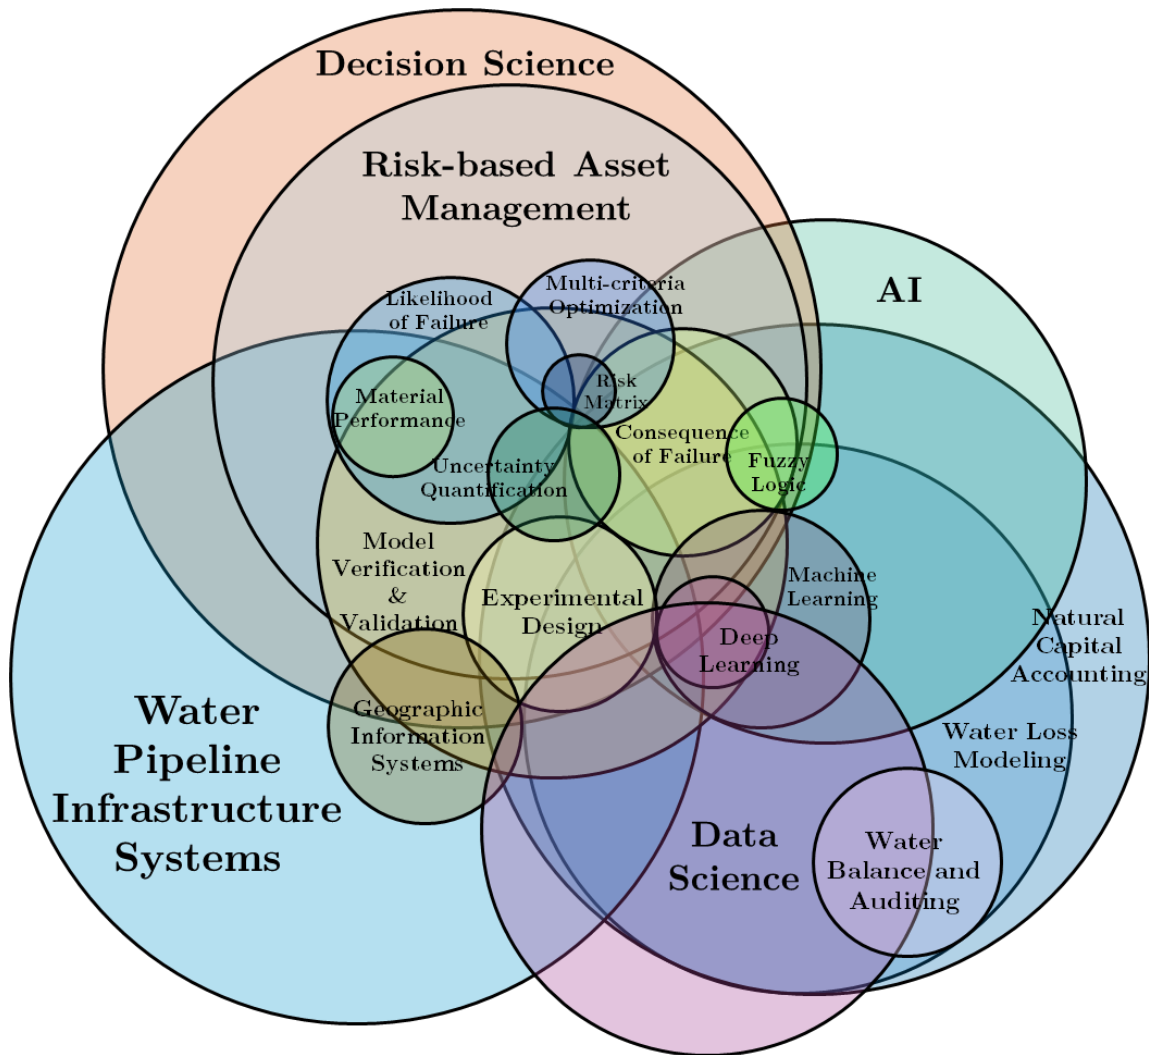 Decision Science
Risk-based Asset
Management
AI
Multi-criteria
Optimization
Likelihood
of Failure
Risk
Matrix
Material
Performance
Consequence
of Failure
Fuzzy
Logic
Uncertainty
Quantification
Model
Verification
&
Validation
Experimental
Design
Machine
Learning
Natural
Capital
Accounting
Deep
Learning
Geographic
Information
Systems
Water
Pipeline
Infrastructure
Systems
Water Loss
Modeling
Data
Science
Water
Balance and
Auditing